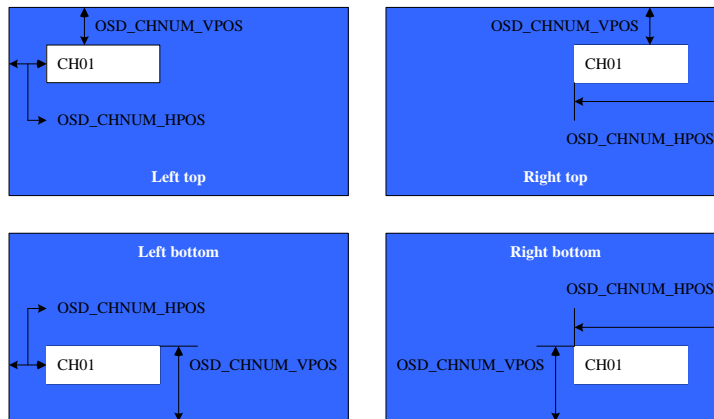 OSD_CHNUM_VPOS
CH01
OSD_CHNUM_HPOS
Left top
OSD_CHNUM_VPOS
CH01
OSD_CHNUM_HPOS
Right top
Left bottom
OSD_CHNUM_HPOS
CH01
OSD_CHNUM_VPOS
Right bottom
OSD_CHNUM_HPOS
OSD_CHNUM_VPOS
CH01